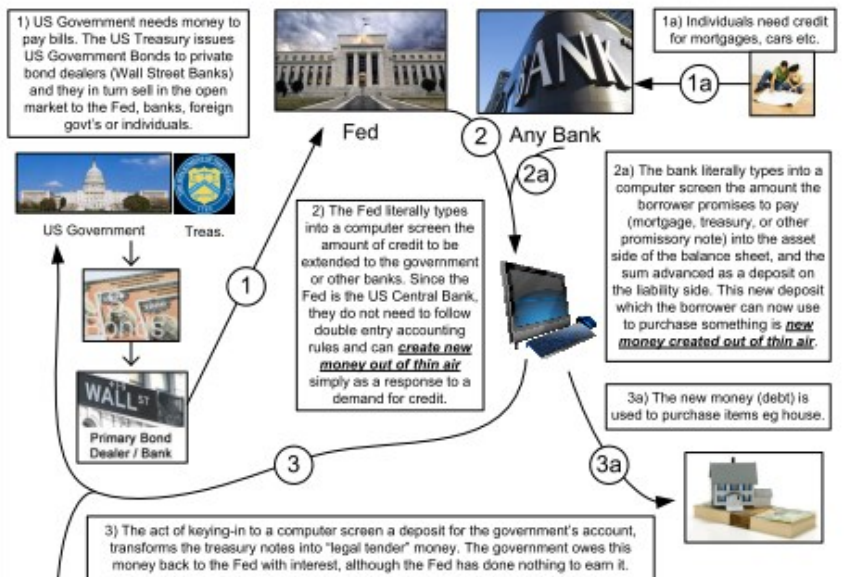 1) US Government needs money to
pay bills. The US Treasury issues
US Government Bonds to private
bond dealers (Wall Street Banks)
and they in turn sell in the open
market to the Fed, banks, foreign
govt's or individuals.
1a) Individuals need credit
for mortgages, cars etc.
BANK
1a
Fed
2
Any Bank
2a
US Government
Treas.
2) The Fed literally types
into a computer screen the
amount of credit to be
extended to the government
or other banks. Since the
Fed is the US Central Bank,
they do not need to follow
double entry accounting
rules and can create new
money out of thin air
simply as a response to a
demand for credit.
2a) The bank literally types into a
computer screen the amount the
borrower promises to pay
(mortgage, treasury, or other
promissory note) into the asset
side of the balance sheet, and the
sum advanced as a deposit on
the liability side. This new deposit
which the borrower can now use
to purchase something is new
money created out of thin air.
1
Bonds
WALL ST
Primary Bond
Dealer / Bank
3a) The new money (debt) is
used to purchase items eg house.
3
3a
3) The act of keying-in to a computer screen a deposit for the government's account,
transforms the treasury notes into "legal tender" money. The government owes this
money back to the Fed with interest, although the Fed has done nothing to earn it.